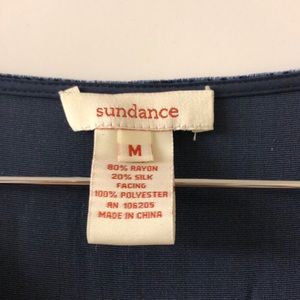 sundance
M
80% RAYON
20% SILK
FACING
100% POLYESTER
RN 106205
MADE IN CHINA